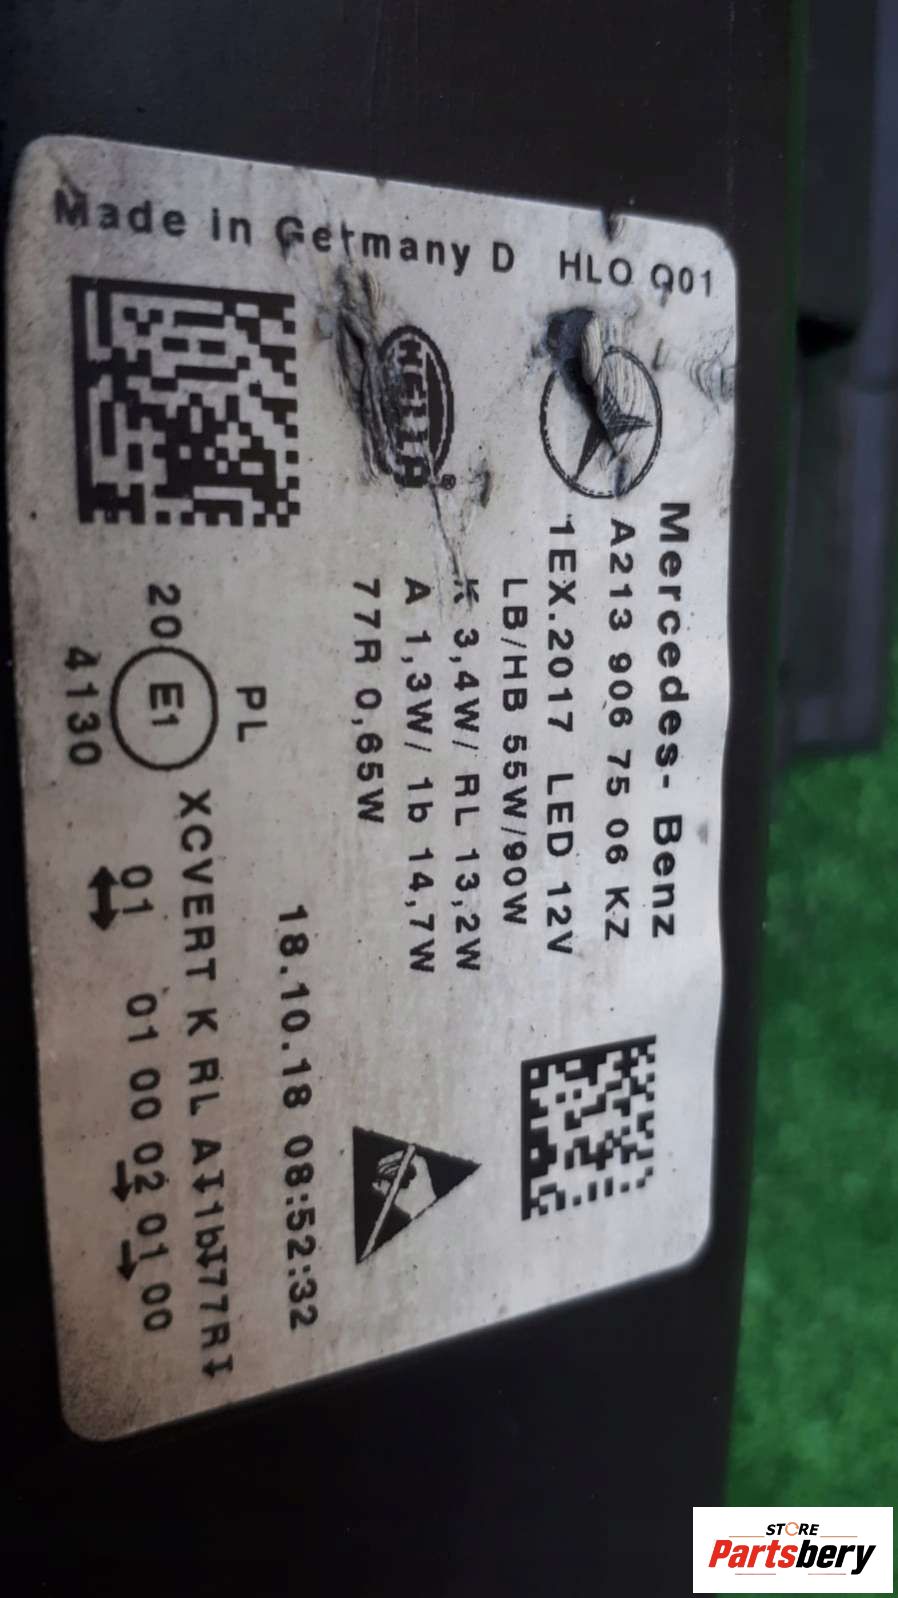 Made in Germany D HLO Q01
HELLA ®
Mercedes- Benz
A213 906 75 06 KZ
1EX.2017 LED 12V
LB/HB 55W/90W
K 3,4W/ RL 13,2W
A 1,3W/ 1b 14,7W
77R 0,65W
18.10.18 08:52:32
PL
XCVERT K RL AI1bI77RI
20 E1 01 01 00 02 01 00
4130
STORE
Partsbery